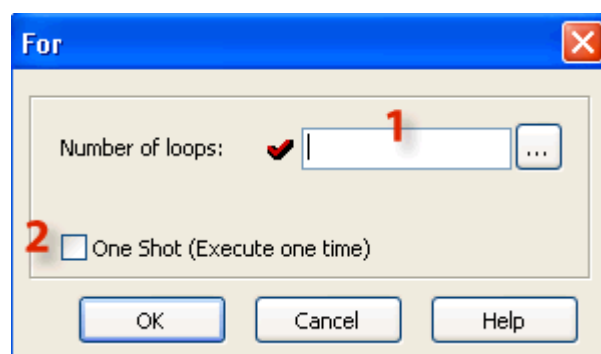 For
Number of loops: 1 ...
2 One Shot (Execute one time)
OK Cancel Help